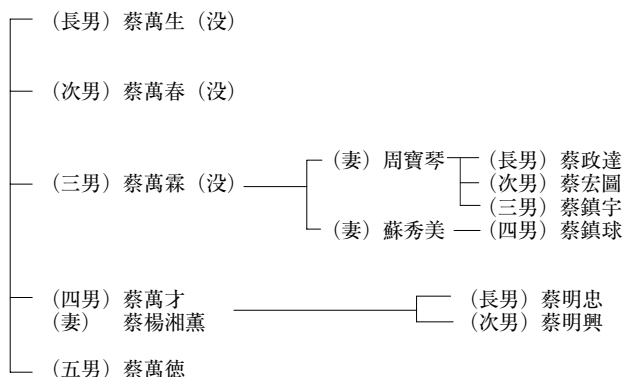 （長男）蔡萬生（没）
（次男）蔡萬春（没）
（三男）蔡萬霖（没）
（妻）周寶琴
（長男）蔡政達
（次男）蔡宏圖
（三男）蔡鎮宇
（妻）蘇秀美
（四男）蔡鎮球
（四男）蔡萬才
（妻）　蔡楊湘薰
（長男）蔡明忠
（次男）蔡明興
（五男）蔡萬徳